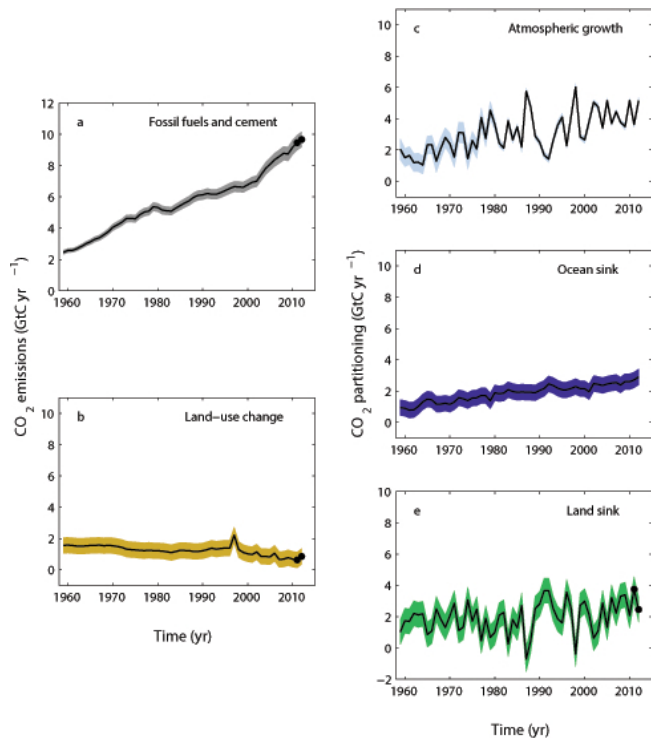 a
Fossil fuels and cement
12
10
8
6
4
2
0
1960 1970 1980 1990 2000 2010
b
Land−use change
10
8
6
4
2
0
1960 1970 1980 1990 2000 2010
Time (yr)
CO2 emissions (GtC yr −1)
c
Atmospheric growth
10
8
6
4
2
0
1960 1970 1980 1990 2000 2010
d
Ocean sink
10
8
6
4
2
0
1960 1970 1980 1990 2000 2010
e
Land sink
10
8
6
4
2
0
−2
1960 1970 1980 1990 2000 2010
Time (yr)
CO2 partitioning (GtC yr −1)